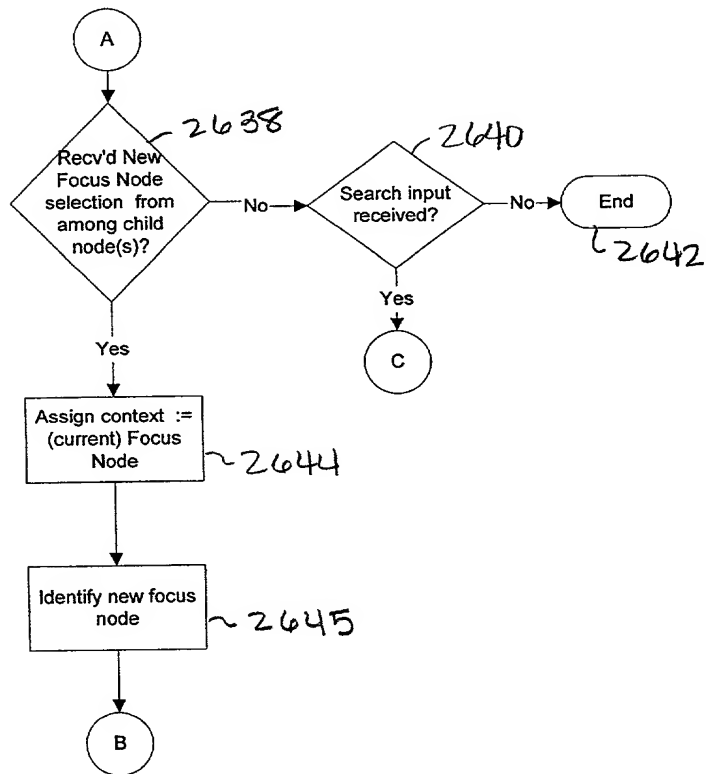 A
2638
Recv'd New
Focus Node
selection from
among child
node(s)?
No
2640
Search input
received?
No
End
2642
Yes
C
Yes
Assign context :=
(current) Focus
Node
2644
Identify new focus
node
2645
B